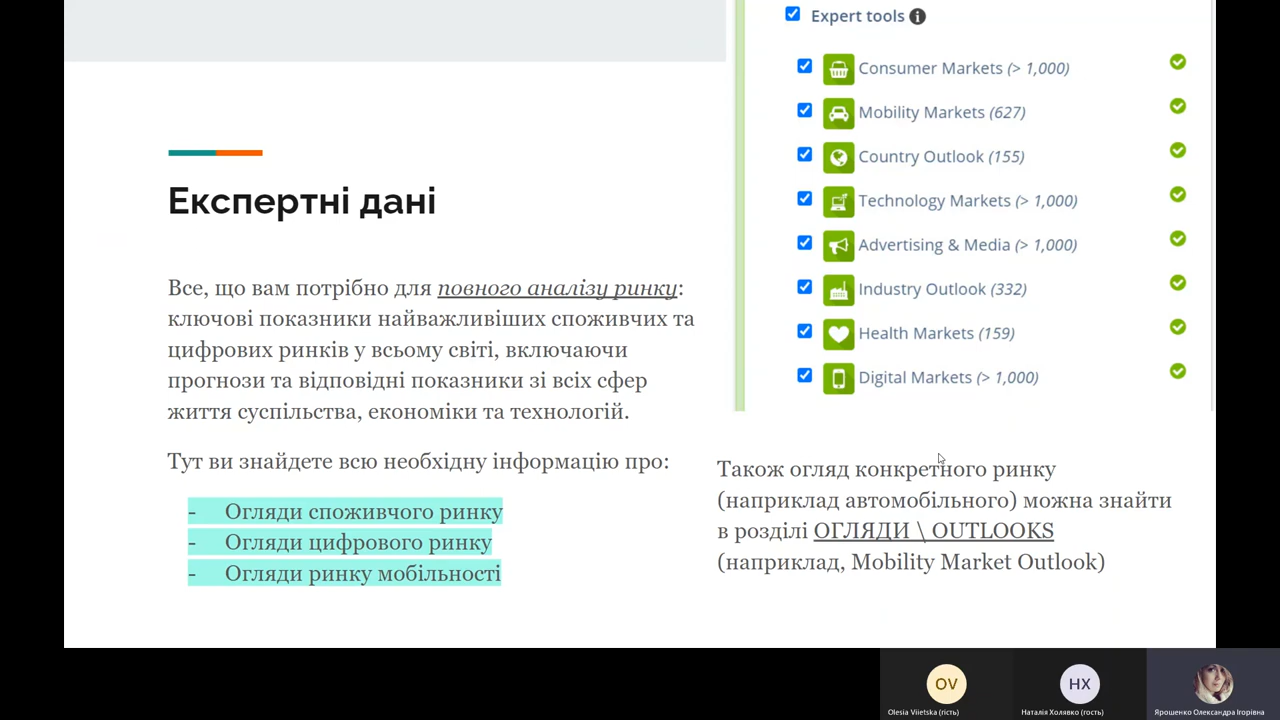 Експертні дані
Все, що вам потрібно для повного аналізу ринку:
ключові показники найважливіших споживчих та
цифрових ринків у всьому світі, включаючи
прогнози та відповідні показники зі всіх сфер
життя суспільства, економіки та технологій.
Тут ви знайдете всю необхідну інформацію про:
- Огляди споживчого ринку
- Огляди цифрового ринку
- Огляди ринку мобільності
Expert tools
Consumer Markets (> 1,000)
Mobility Markets (627)
Country Outlook (155)
Technology Markets (> 1,000)
Advertising & Media (> 1,000)
Industry Outlook (332)
Health Markets (159)
Digital Markets (> 1,000)
Також огляд конкретного ринку
(наприклад автомобільного) можна знайти
в розділі ОГЛЯДИ \ OUTLOOKS
(наприклад, Mobility Market Outlook)
OV
Olesia Viietska (гість)
НХ
Наталія Холявко (гость)
Ярошенко Олександра Ігорівна